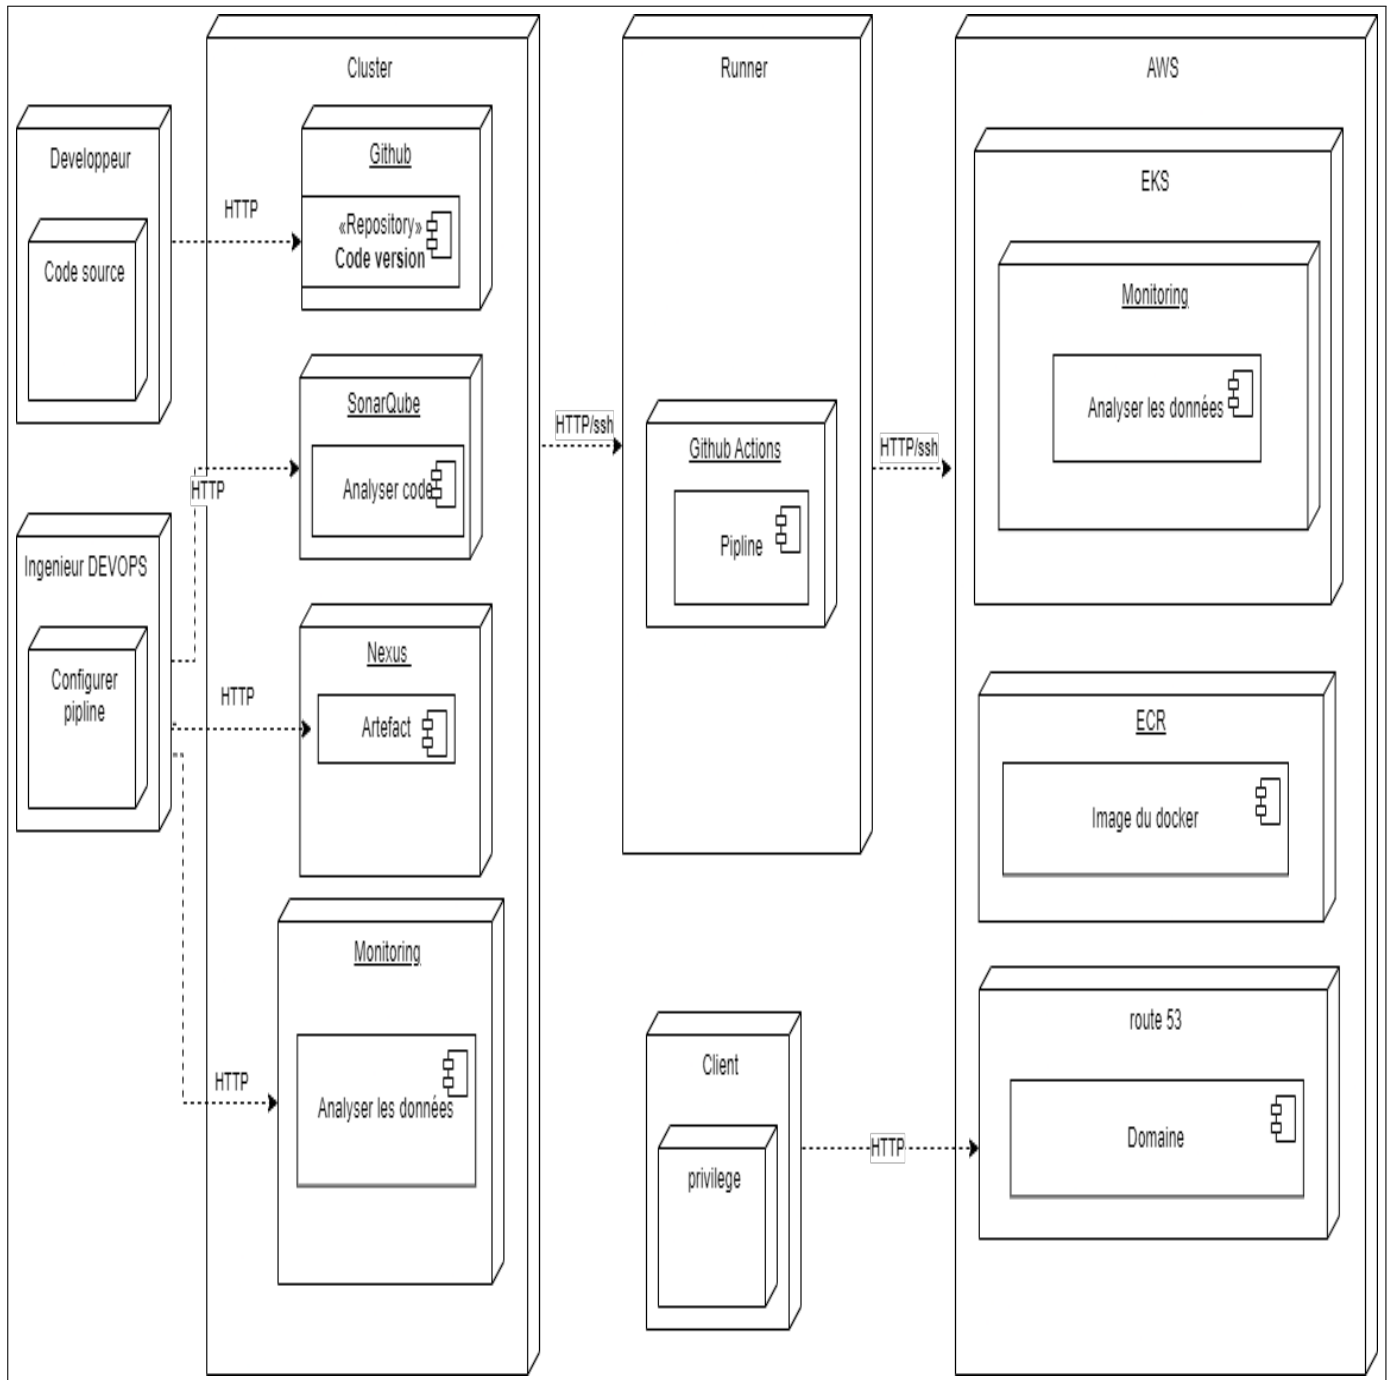 Cluster
Runner
AWS
Developpeur
Code source
HTTP
Github
«Repository»
Code version
EKS
Monitoring
Analyser les données
SonarQube
Analyser code
HTTP
HTTP/ssh
Github Actions
Pipline
HTTP/ssh
Ingenieur DEVOPS
Configurer
pipline
HTTP
Nexus
Artefact
ECR
Image du docker
Monitoring
Analyser les données
HTTP
Client
privilege
HTTP
route 53
Domaine